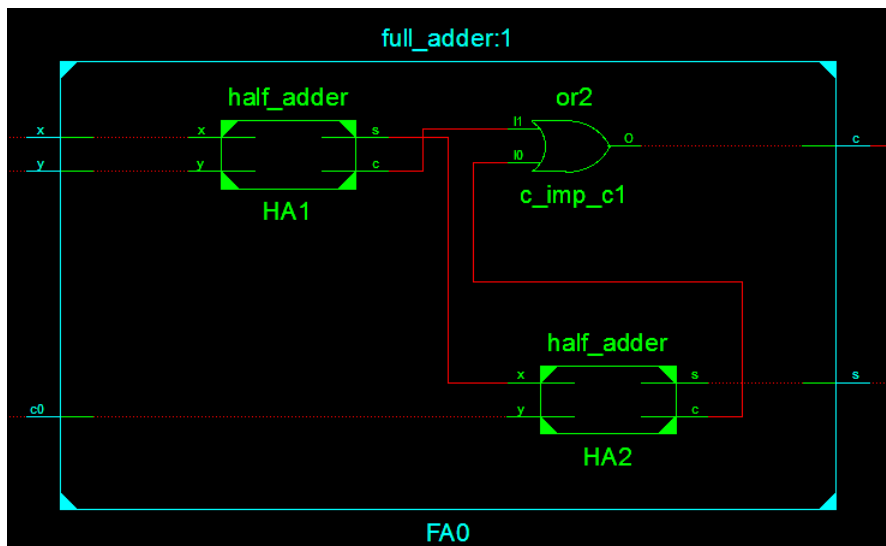 full_adder:1
half_adder
or2
x
x
s
I1
O
c
y
y
c
I0
HA1
c_imp_c1
half_adder
x
s
s
c0
y
c
HA2
FA0